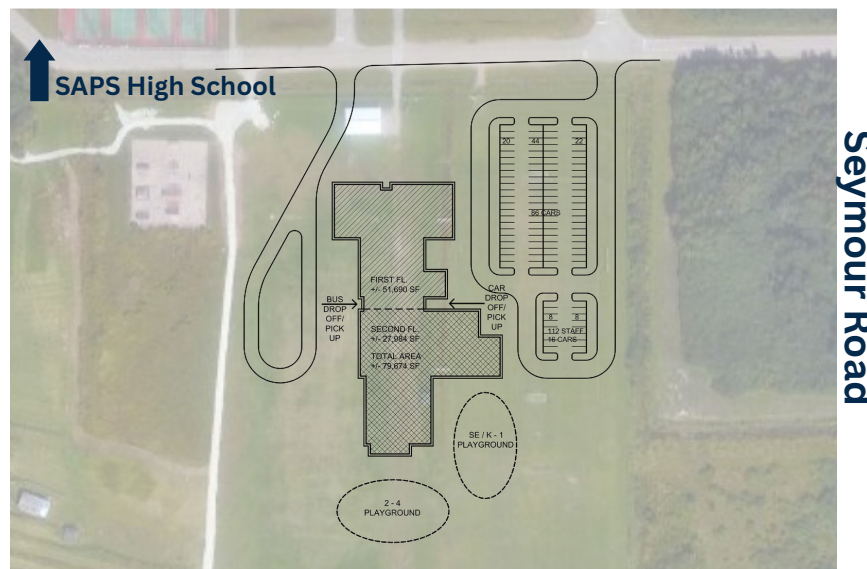 SAPS High School
Seymour Road
20
44
22
86 CARS
FIRST FL.
+/- 51,690 SF
BUS
DROP
OFF/
PICK
UP
CAR
DROP
OFF/
PICK
UP
SECOND FL.
+/- 27,984 SF
TOTAL AREA
+/- 79,674 SF
8
8
112 STAFF
16 CARS
SE / K - 1
PLAYGROUND
2 - 4
PLAYGROUND